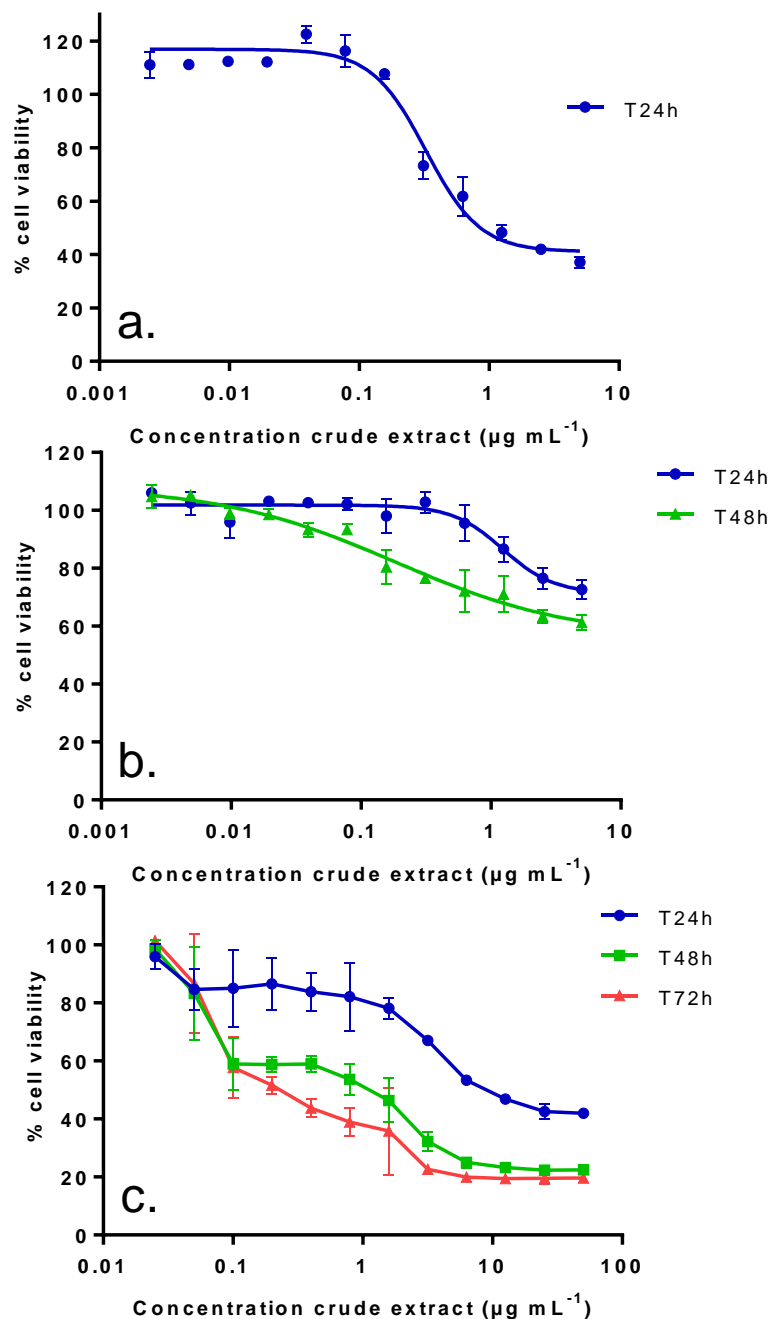 120
100
80
60
40
20
0
% cell viability
T24h
a.
0.001 0.01 0.1 1 10
Concentration crude extract (µg mL⁻¹)
120
100
80
60
40
20
0
% cell viability
T24h
T48h
b.
0.001 0.01 0.1 1 10
Concentration crude extract (µg mL⁻¹)
120
100
80
60
40
20
0
% cell viability
T24h
T48h
T72h
c.
0.01 0.1 1 10 100
Concentration crude extract (µg mL⁻¹)